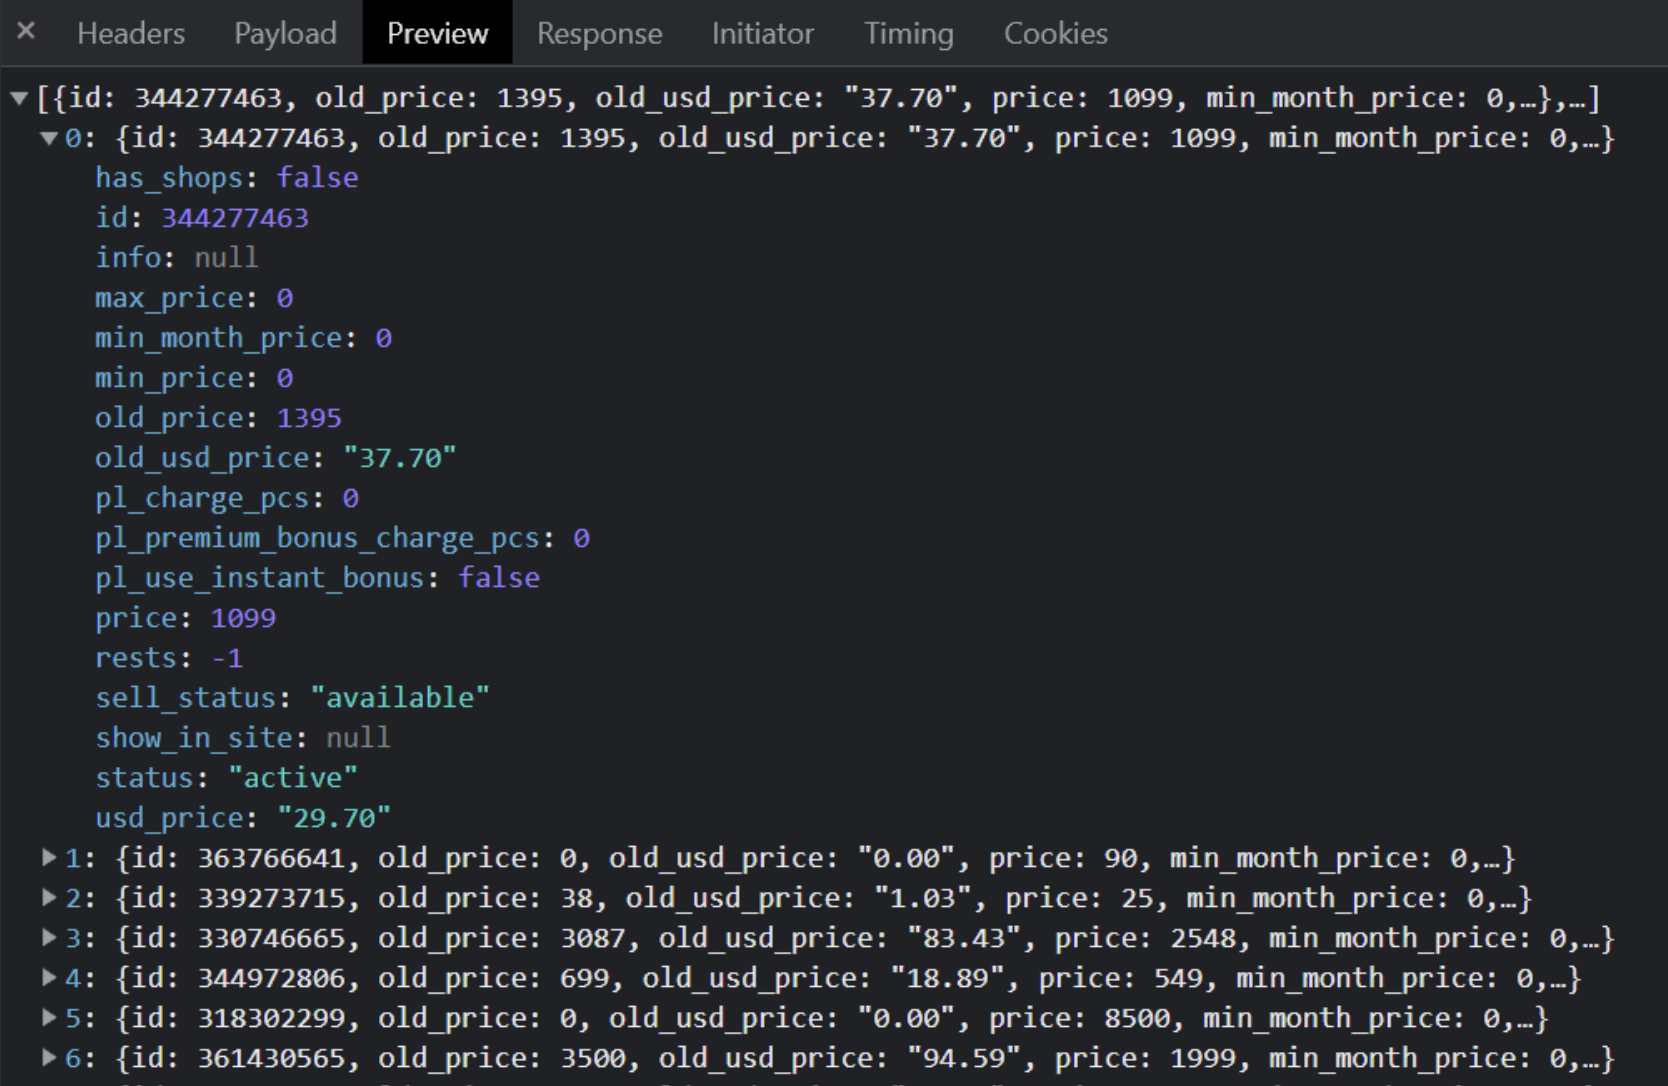 × Headers Payload Preview Response Initiator Timing Cookies
▼[{id: 344277463, old_price: 1395, old_usd_price: "37.70", price: 1099, min_month_price: 0,…},…]
▼0: {id: 344277463, old_price: 1395, old_usd_price: "37.70", price: 1099, min_month_price: 0,…}
has_shops: false
id: 344277463
info: null
max_price: 0
min_month_price: 0
min_price: 0
old_price: 1395
old_usd_price: "37.70"
pl_charge_pcs: 0
pl_premium_bonus_charge_pcs: 0
pl_use_instant_bonus: false
price: 1099
rests: -1
sell_status: "available"
show_in_site: null
status: "active"
usd_price: "29.70"
▶1: {id: 363766641, old_price: 0, old_usd_price: "0.00", price: 90, min_month_price: 0,…}
▶2: {id: 339273715, old_price: 38, old_usd_price: "1.03", price: 25, min_month_price: 0,…}
▶3: {id: 330746665, old_price: 3087, old_usd_price: "83.43", price: 2548, min_month_price: 0,…}
▶4: {id: 344972806, old_price: 699, old_usd_price: "18.89", price: 549, min_month_price: 0,…}
▶5: {id: 318302299, old_price: 0, old_usd_price: "0.00", price: 8500, min_month_price: 0,…}
▶6: {id: 361430565, old_price: 3500, old_usd_price: "94.59", price: 1999, min_month_price: 0,…}